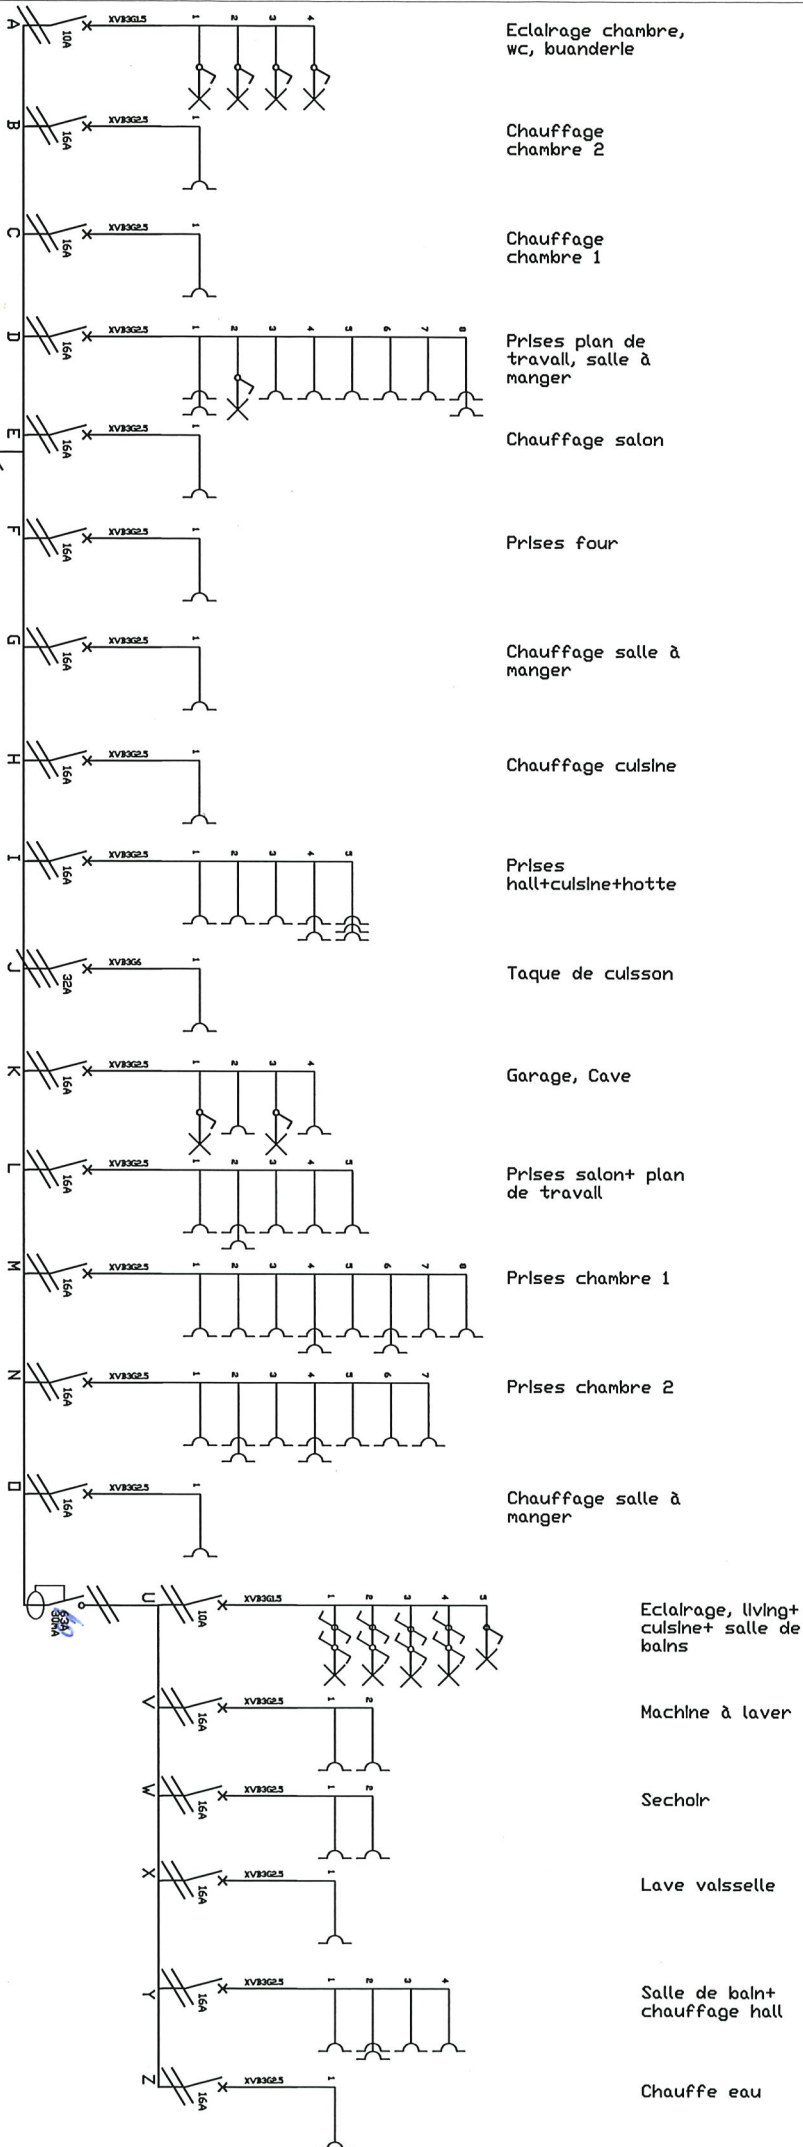 A
10A
XVB3G1.5
1
2
3
4
Eclairage chambre,
wc, buanderie
B
16A
XVB3G2.5
1
Chauffage
chambre 2
C
16A
XVB3G2.5
1
Chauffage
chambre 1
D
16A
XVB3G2.5
1
2
3
4
5
6
7
8
Prises plan de
travail, salle à
manger
E
16A
XVB3G2.5
1
Chauffage salon
F
16A
XVB3G2.5
1
Prises four
G
16A
XVB3G2.5
1
Chauffage salle à
manger
H
16A
XVB3G2.5
1
Chauffage cuisine
I
16A
XVB3G2.5
1
2
3
4
5
Prises
hall+cuisine+hotte
J
32A
XVB3G6
1
Taque de cuisson
K
16A
XVB3G2.5
1
2
3
4
Garage, Cave
L
16A
XVB3G2.5
1
2
3
4
5
Prises salon+ plan
de travail
M
16A
XVB3G2.5
1
2
3
4
5
6
7
8
Prises chambre 1
N
16A
XVB3G2.5
1
2
3
4
5
6
7
Prises chambre 2
O
16A
XVB3G2.5
1
Chauffage salle à
manger
63A
30mA
U
10A
XVB3G1.5
1
2
3
4
5
Eclairage, living+
cuisine+ salle de
bains
V
16A
XVB3G2.5
1
2
Machine à laver
W
16A
XVB3G2.5
1
2
Sechoir
X
16A
XVB3G2.5
1
Lave vaisselle
Y
16A
XVB3G2.5
1
2
3
4
Salle de bain+
chauffage hall
Z
16A
XVB3G2.5
1
Chauffe eau